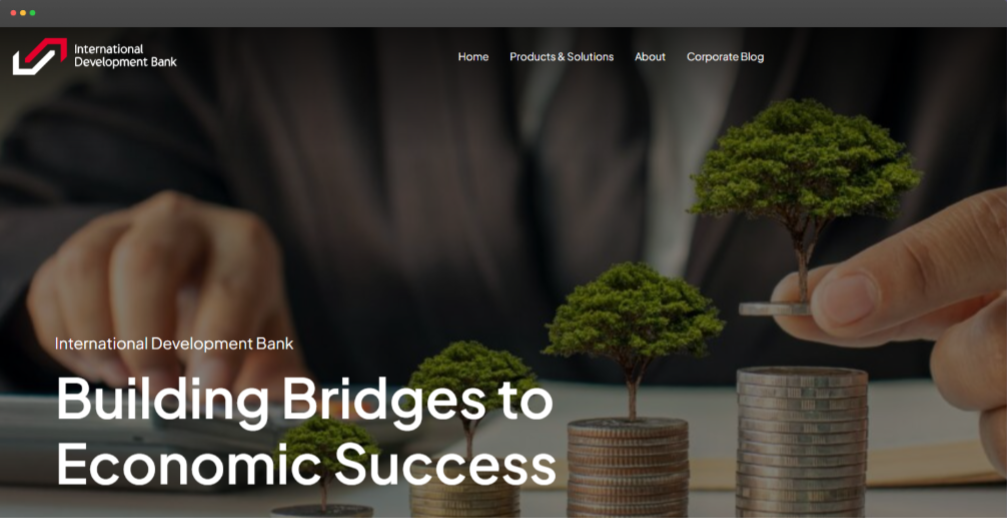 International
Development Bank
Home
Products & Solutions
About
Corporate Blog
International Development Bank
Building Bridges to
Economic Success